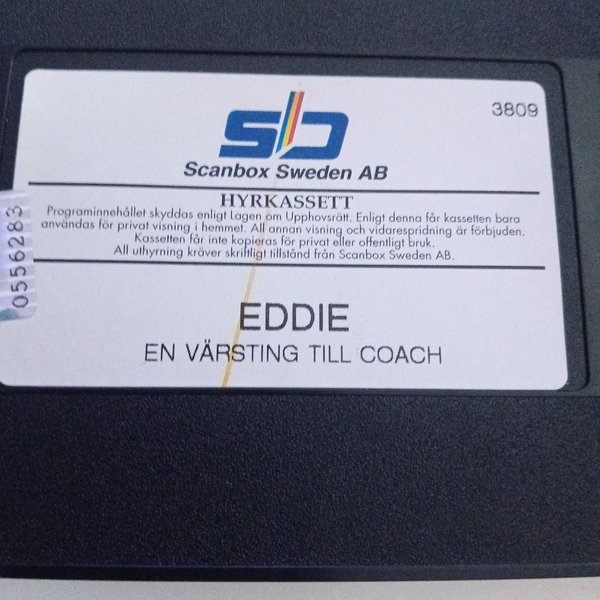 3809
sb
Scanbox Sweden AB
HYRKASSETT
Programinnehållet skyddas enligt Lagen om Upphovsrätt. Enligt denna får kassetten bara
användas för privat visning i hemmet. All annan visning och vidarespridning är förbjuden.
Kassetten får inte kopieras för privat eller offentligt bruk.
All uthyrning kräver skriftligt tillstånd från Scanbox Sweden AB.
0556283
EDDIE
EN VÄRSTING TILL COACH